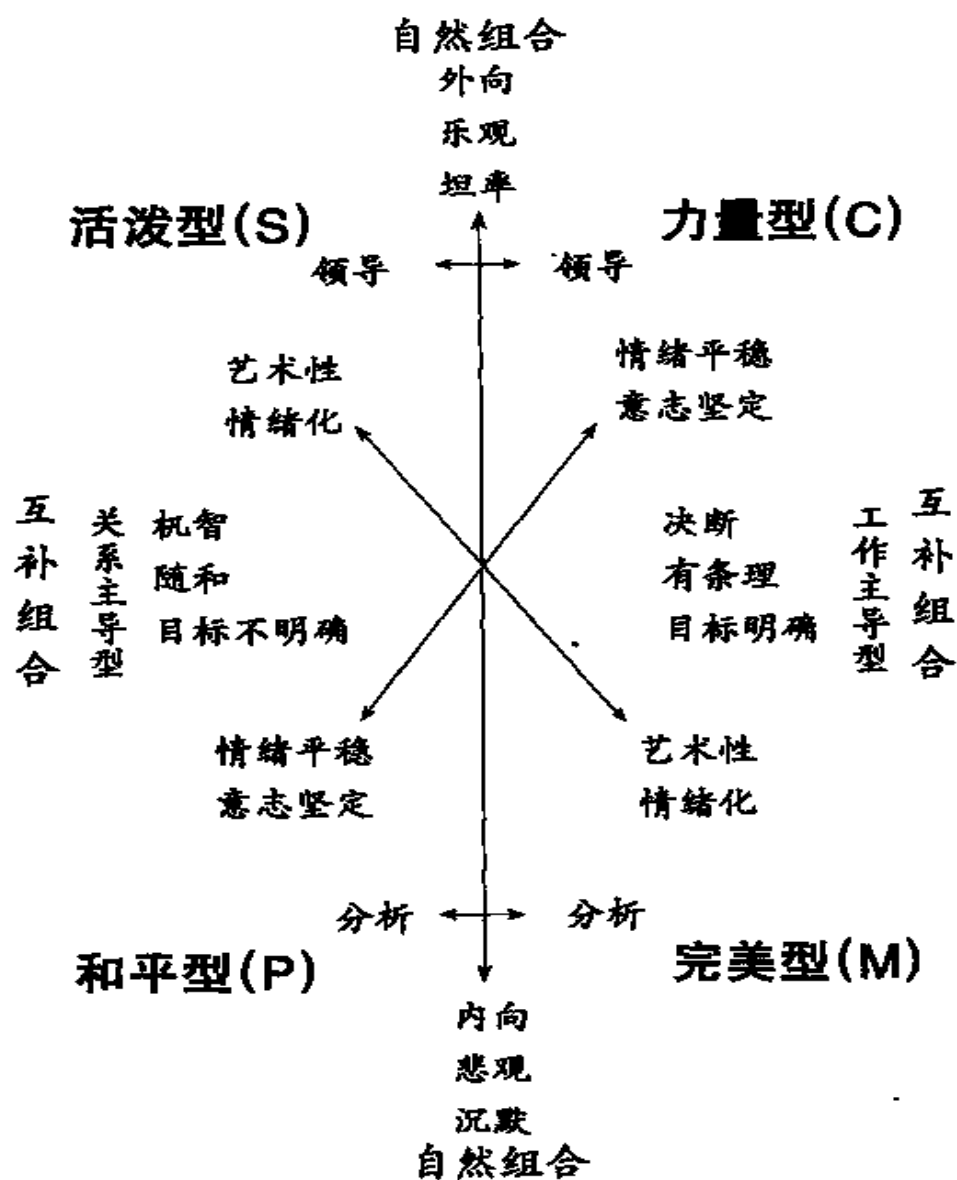 自然组合
外向
乐观
坦率
活泼型(S)
力量型(C)
领导
领导
艺术性
情绪化
情绪平稳
意志坚定
互补组合
关系主导型
机智
随和
目标不明确
决断
有条理
目标明确
工作主导型
互补组合
情绪平稳
意志坚定
艺术性
情绪化
分析
分析
和平型(P)
完美型(M)
内向
悲观
沉默
自然组合